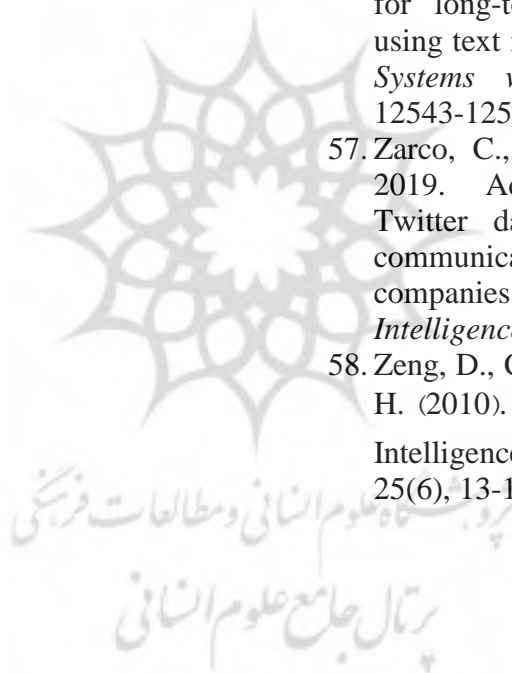 for long-te
using text
Systems
12543-125
57. Zarco, C.,
2019. A
Twitter da
communica
companies
Intelligence
58. Zeng, D., C
H. (2010).
Intelligence
25(6), 13-1
پژوهشگاه علوم انسانی و مطالعات فرهنگی
پرتال جامع علوم انسانی